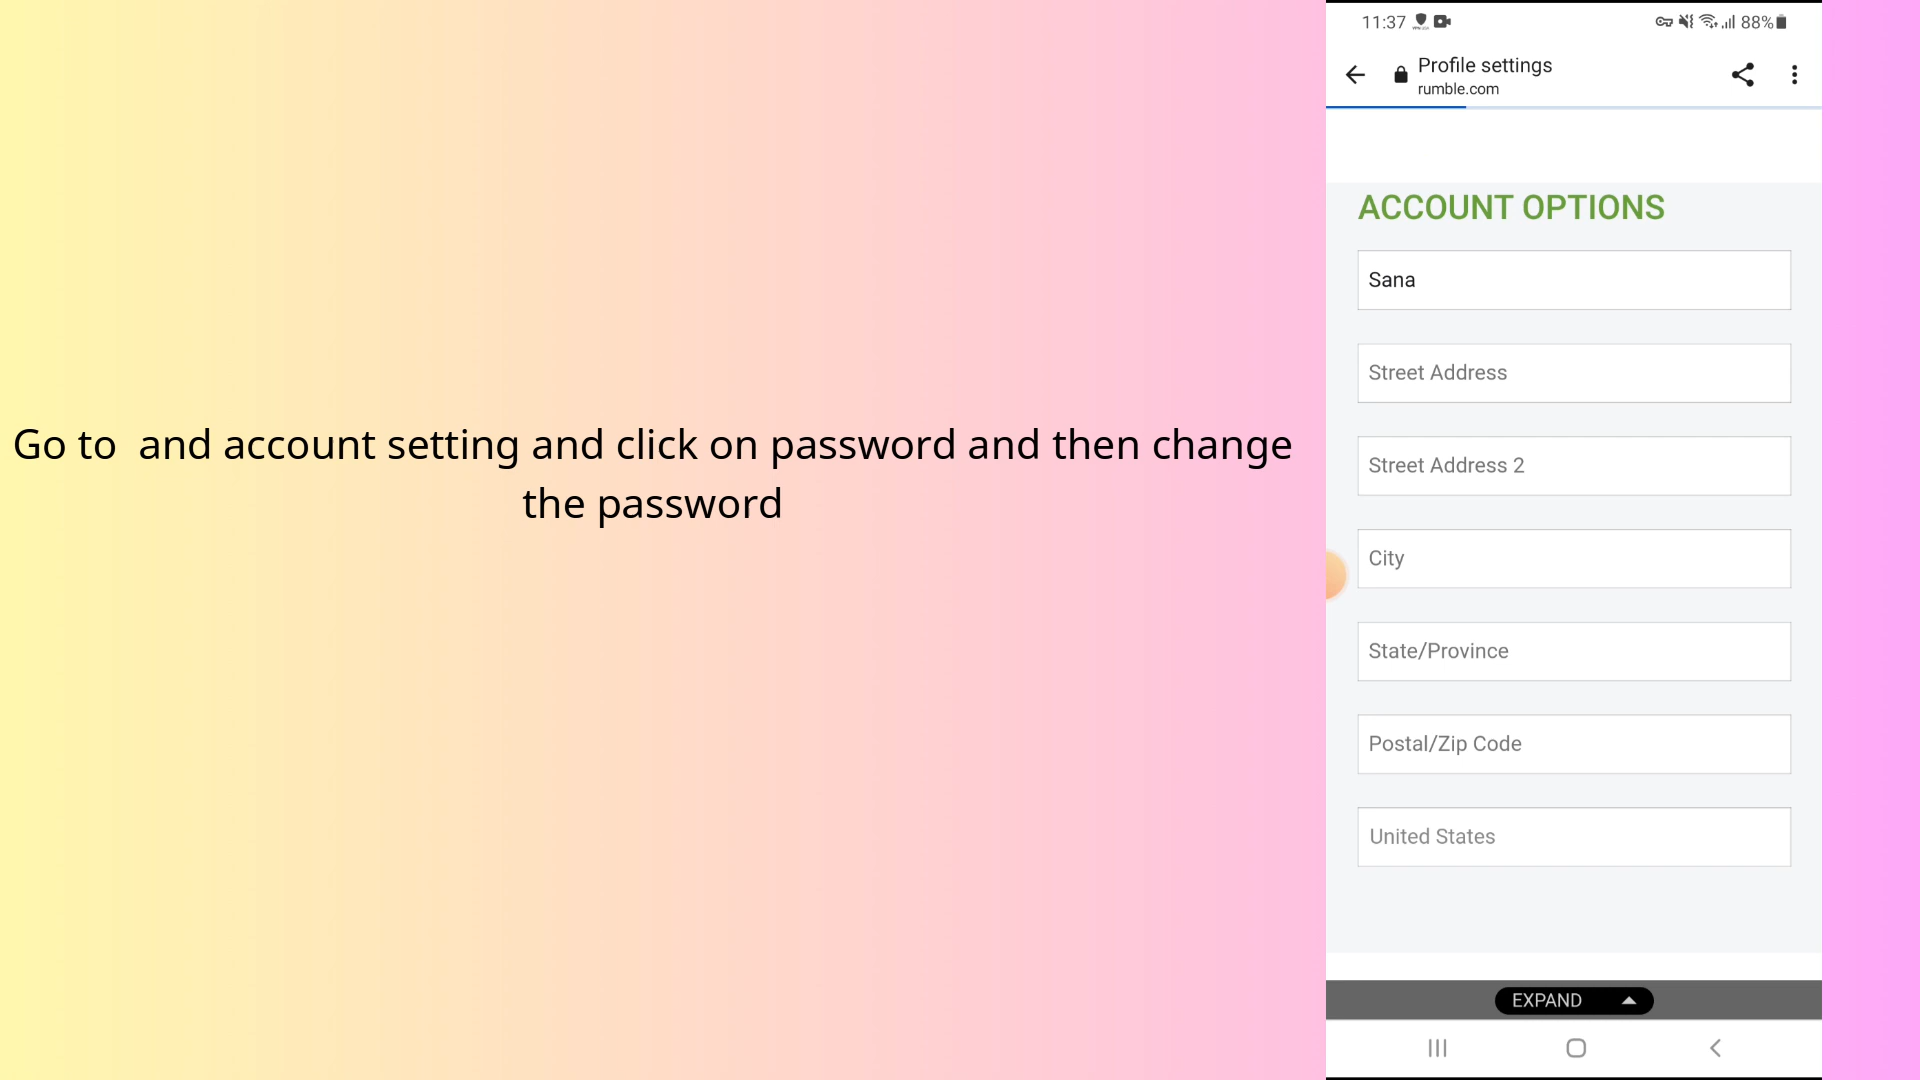 Go to  and account setting and click on password and then change
the password
11:37
88%
Profile settings
rumble.com
ACCOUNT OPTIONS
Sana
Street Address
Street Address 2
City
State/Province
Postal/Zip Code
United States
EXPAND